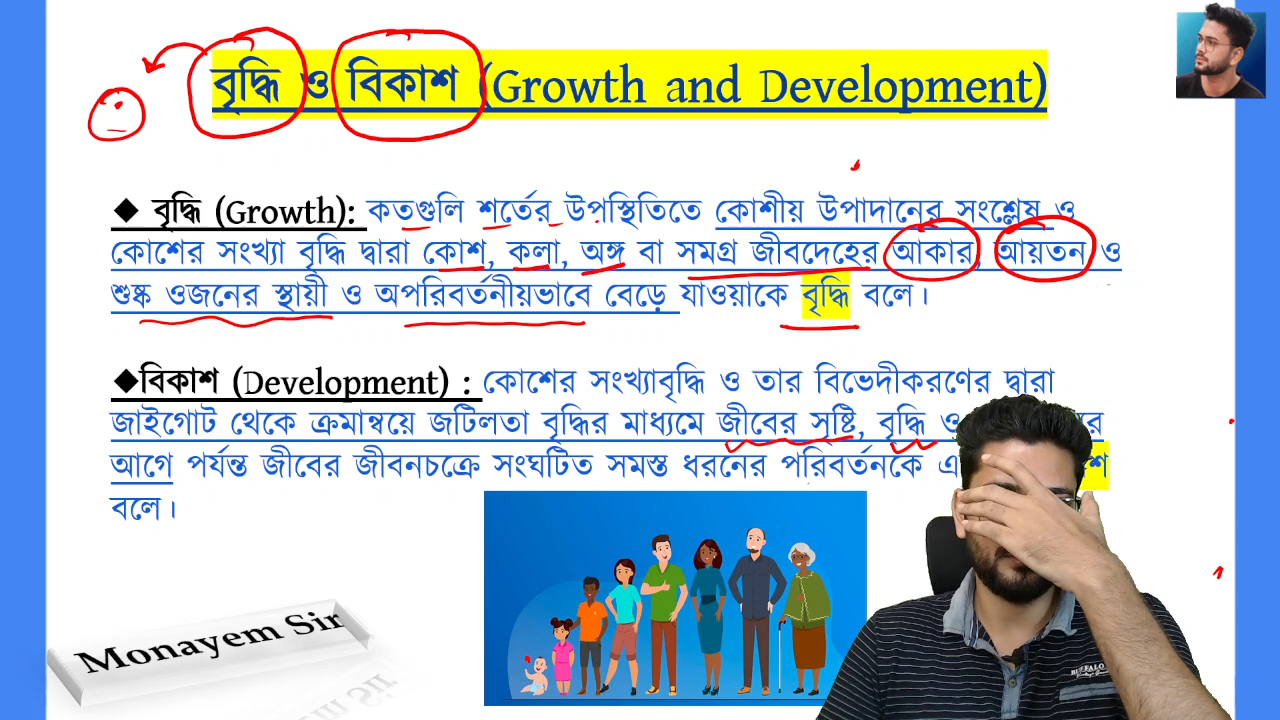 বৃদ্ধি ও বিকাশ (Growth and Development)
◆ বৃদ্ধি (Growth): কতগুলি শর্তের উপস্থিতিতে কোশীয় উপাদানের সংশ্লেষ ও
কোশের সংখ্যা বৃদ্ধি দ্বারা কোশ, কলা, অঙ্গ বা সমগ্র জীবদেহের আকার, আয়তন ও
শুষ্ক ওজনের স্থায়ী ও অপরিবর্তনীয়ভাবে বেড়ে যাওয়াকে বৃদ্ধি বলে।
◆বিকাশ (Development) : কোশের সংখ্যাবৃদ্ধি ও তার বিভেদীকরণের দ্বারা
জাইগোট থেকে ক্রমান্বয়ে জটিলতা বৃদ্ধির মাধ্যমে জীবের সৃষ্টি, বৃদ্ধি ও
আগে পর্যন্ত জীবের জীবনচক্রে সংঘটিত সমস্ত ধরনের পরিবর্তনকে
বলে।
Monayem Sir
BUFFALO